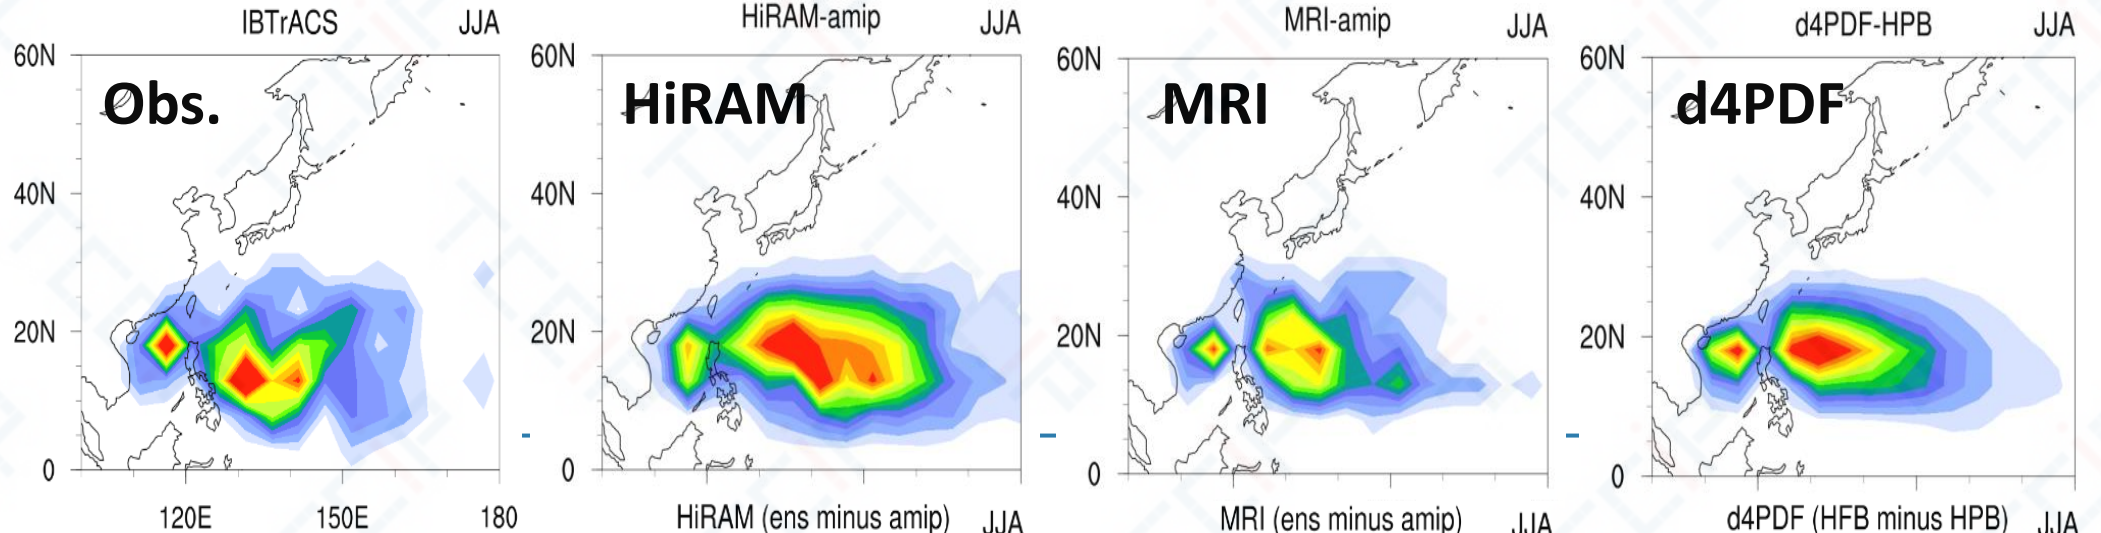 IBTrACS JJA
60N
Obs.
40N
20N
0
120E 150E 180
HiRAM-amip JJA
60N
HiRAM
40N
20N
0
HiRAM (ens minus amip) JJA
MRI-amip JJA
60N
MRI
40N
20N
0
MRI (ens minus amip) JJA
d4PDF-HPB JJA
60N
d4PDF
40N
20N
0
d4PDF (HFB minus HPB) JJA